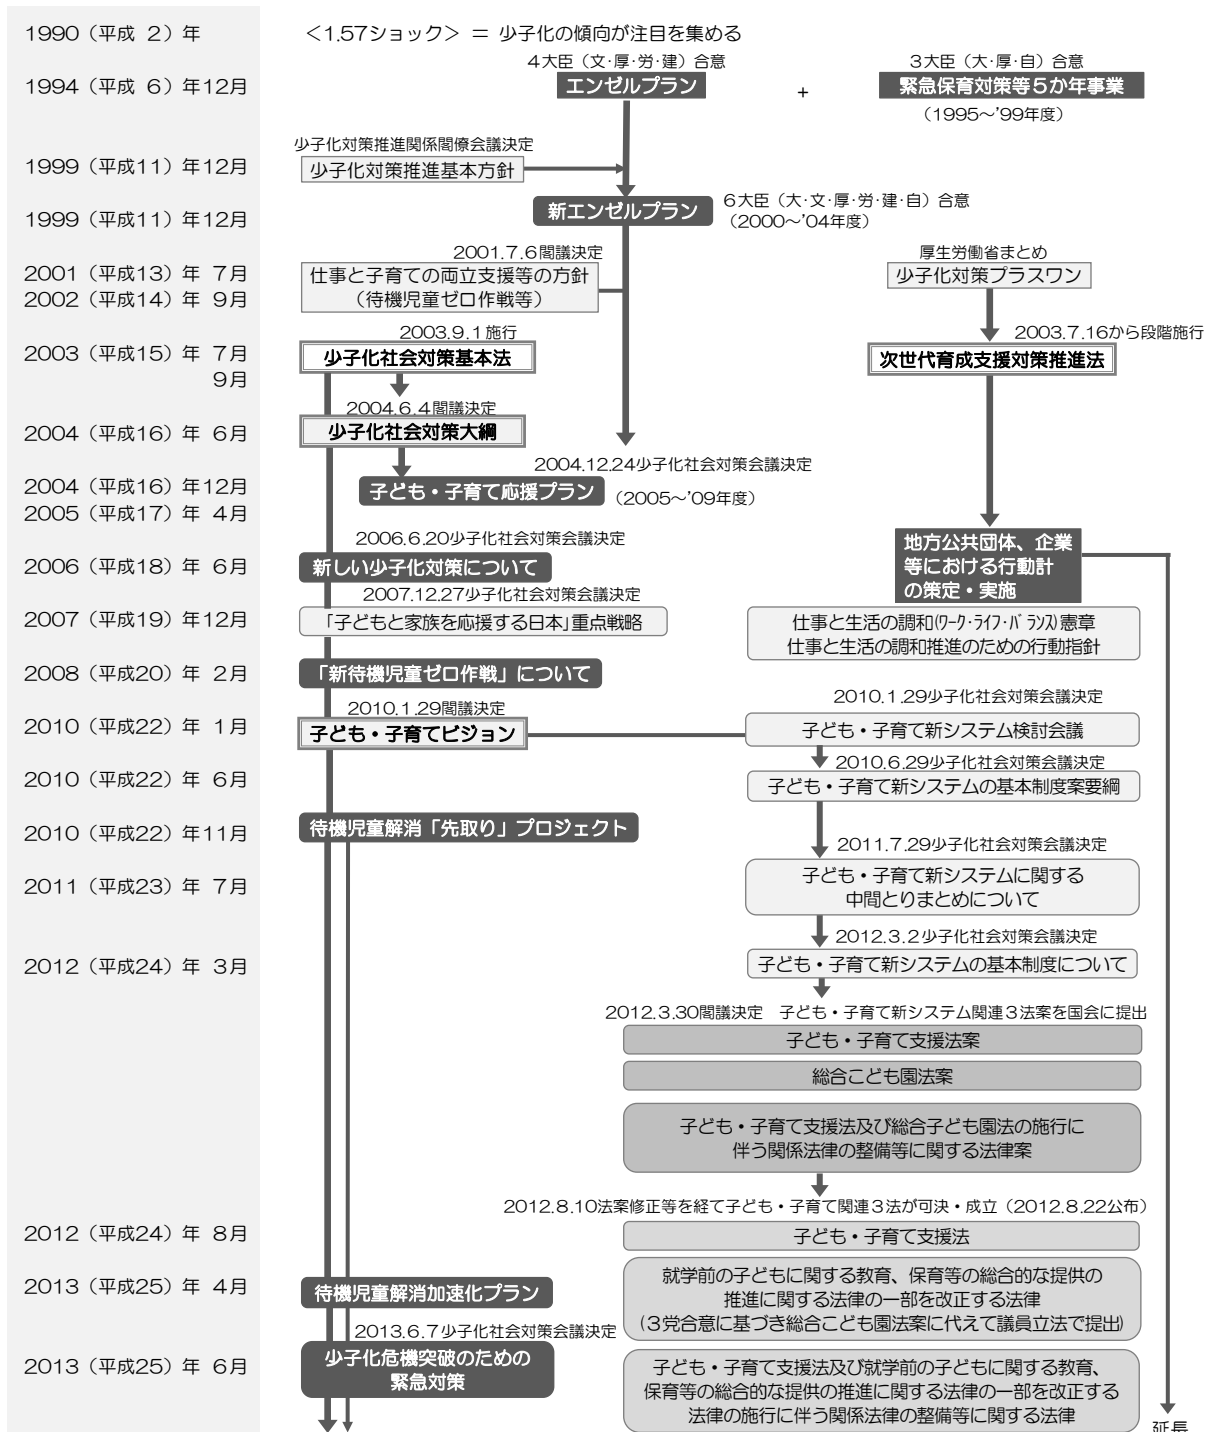 1990（平成 2）年
＜1.57ショック＞ ＝ 少子化の傾向が注目を集める
4大臣（文･厚･労･建）合意
3大臣（大･厚･自）合意
1994（平成 6）年12月
エンゼルプラン
+
緊急保育対策等5か年事業
（1995～'99年度）
少子化対策推進関係閣僚会議決定
1999（平成11）年12月
少子化対策推進基本方針
新エンゼルプラン
6大臣（大･文･厚･労･建･自）合意
（2000～'04年度）
1999（平成11）年12月
2001.7.6閣議決定
厚生労働省まとめ
2001（平成13）年 7月
仕事と子育ての両立支援等の方針
（待機児童ゼロ作戦等）
少子化対策プラスワン
2002（平成14）年 9月
2003.9.1施行
2003.7.16から段階施行
2003（平成15）年 7月
少子化社会対策基本法
次世代育成支援対策推進法
9月
2004.6.4閣議決定
2004（平成16）年 6月
少子化社会対策大綱
2004.12.24少子化社会対策会議決定
2004（平成16）年12月
子ども・子育て応援プラン
（2005～'09年度）
2005（平成17）年 4月
2006.6.20少子化社会対策会議決定
地方公共団体、企業
等における行動計
の策定・実施
2006（平成18）年 6月
新しい少子化対策について
2007.12.27少子化社会対策会議決定
2007（平成19）年12月
「子どもと家族を応援する日本」重点戦略
仕事と生活の調和(ﾜｰｸ･ﾗｲﾌ･ﾊﾞﾗﾝｽ)憲章
仕事と生活の調和推進のための行動指針
2008（平成20）年 2月
「新待機児童ゼロ作戦」について
2010.1.29閣議決定
2010.1.29少子化社会対策会議決定
2010（平成22）年 1月
子ども・子育てビジョン
子ども・子育て新システム検討会議
2010.6.29少子化社会対策会議決定
2010（平成22）年 6月
子ども・子育て新システムの基本制度案要綱
2010（平成22）年11月
待機児童解消「先取り」プロジェクト
2011.7.29少子化社会対策会議決定
2011（平成23）年 7月
子ども・子育て新システムに関する
中間とりまとめについて
2012.3.2少子化社会対策会議決定
2012（平成24）年 3月
子ども・子育て新システムの基本制度について
2012.3.30閣議決定 子ども・子育て新システム関連3法案を国会に提出
子ども・子育て支援法案
総合こども園法案
子ども・子育て支援法及び総合子ども園法の施行に
伴う関係法律の整備等に関する法律案
2012.8.10法案修正等を経て子ども・子育て関連3法が可決・成立（2012.8.22公布）
2012（平成24）年 8月
子ども・子育て支援法
2013（平成25）年 4月
待機児童解消加速化プラン
就学前の子どもに関する教育、保育等の総合的な提供の
推進に関する法律の一部を改正する法律
(3党合意に基づき総合こども園法案に代えて議員立法で提出)
2013.6.7少子化社会対策会議決定
2013（平成25）年 6月
少子化危機突破のための
緊急対策
子ども・子育て支援法及び就学前の子どもに関する教育、
保育等の総合的な提供の推進に関する法律の一部を改正する
法律の施行に伴う関係法律の整備等に関する法律
延長